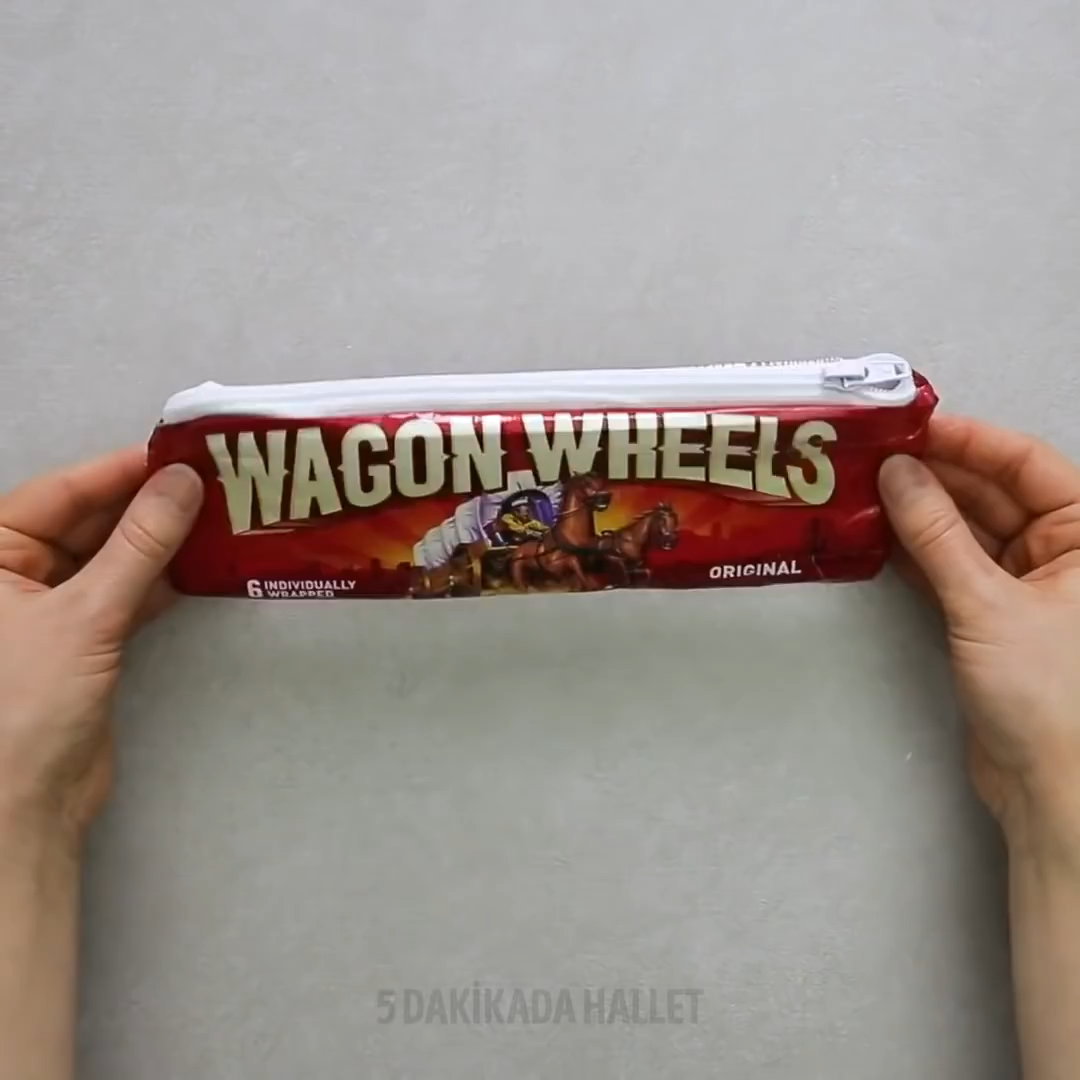 WAGON WHEELS
6 INDIVIDUALLY
WRAPPED
ORIGINAL
5 DAKİKADA HALLET